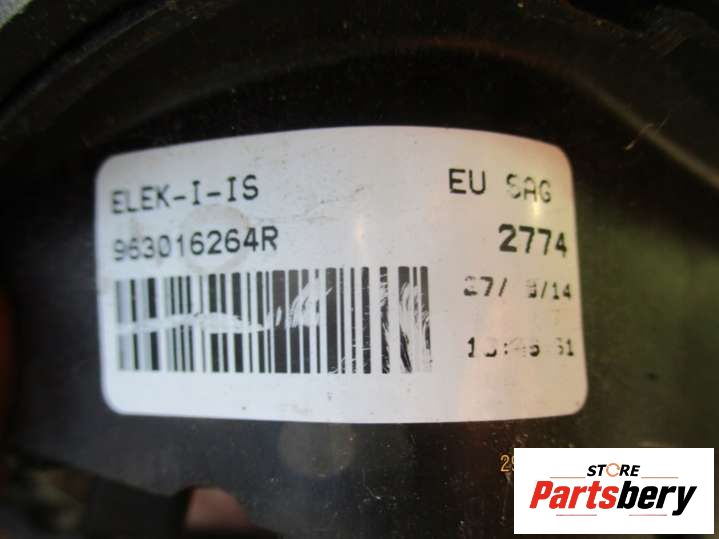 ELEK-I-IS
EU SAG
963016264R
2774
STORE
Partsbery